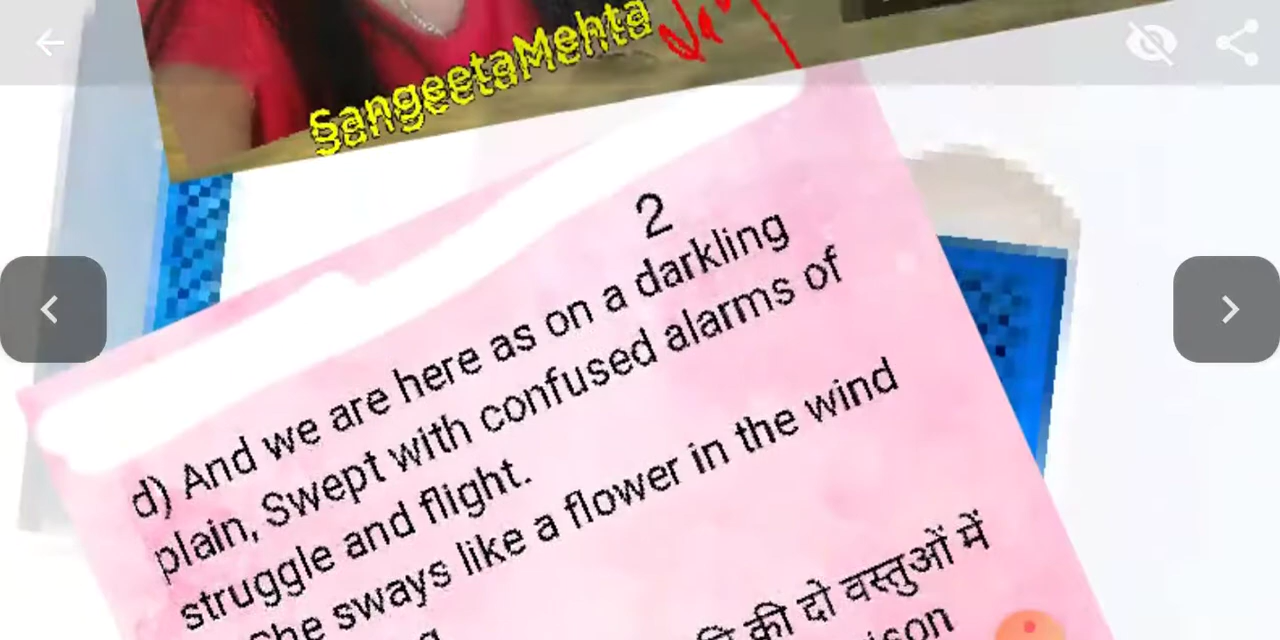 SangeetaMehta
2
d) And we are here as on a darkling
plain, Swept with confused alarms of
struggle and flight.
She sways like a flower in the wind
की दो वस्तुओं में